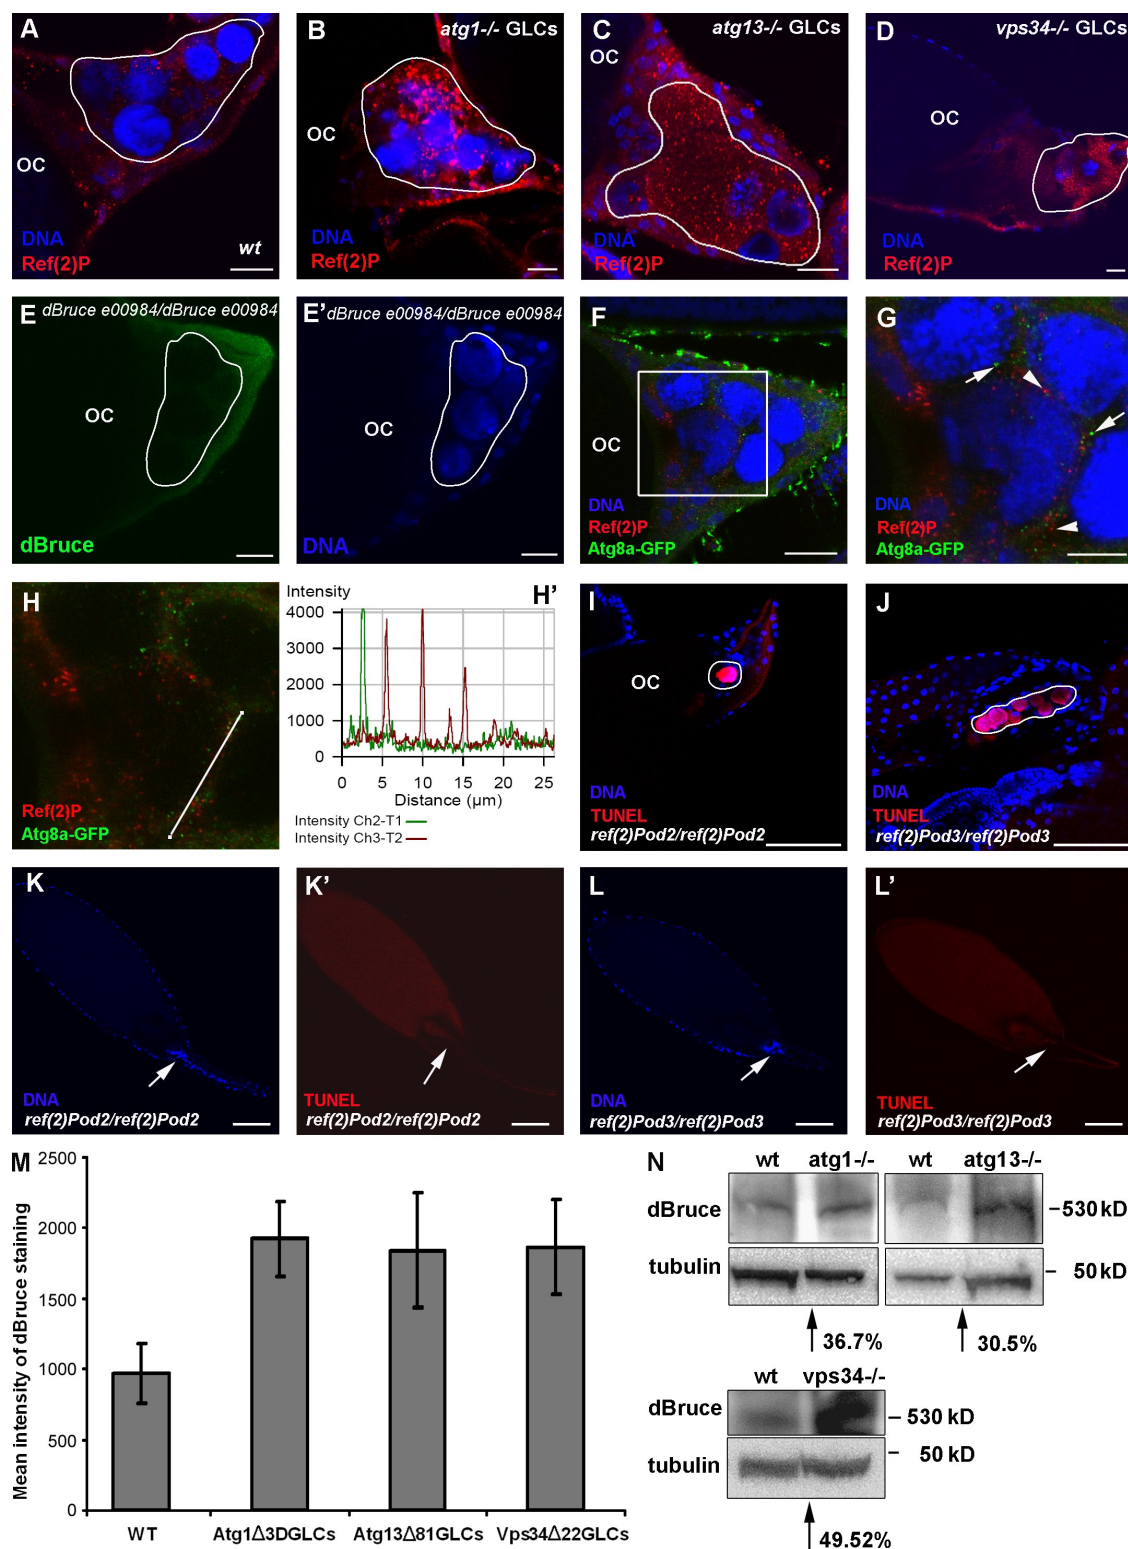 A
OC
DNA
Ref(2)P
wt
B
atg1-/- GLCs
OC
DNA
Ref(2)P
C
atg13-/- GLCs
OC
DNA
Ref(2)P
D
vps34-/- GLCs
OC
DNA
Ref(2)P
E
dBruce e00984/dBruce e00984
OC
dBruce
E'
dBruce e00984/dBruce e00984
OC
DNA
F
OC
DNA
Ref(2)P
Atg8a-GFP
G
DNA
Ref(2)P
Atg8a-GFP
H
Ref(2)P
Atg8a-GFP
H'
Intensity
4000
3000
2000
1000
0
0 5 10 15 20 25
Distance (µm)
Intensity Ch2-T1
Intensity Ch3-T2
I
OC
DNA
TUNEL
ref(2)Pod2/ref(2)Pod2
J
DNA
TUNEL
ref(2)Pod3/ref(2)Pod3
K
DNA
ref(2)Pod2/ref(2)Pod2
K'
TUNEL
ref(2)Pod2/ref(2)Pod2
L
DNA
ref(2)Pod3/ref(2)Pod3
L'
TUNEL
ref(2)Pod3/ref(2)Pod3
M
Mean intensity of dBruce staining
2500
2000
1500
1000
500
0
WT Atg1Δ3DGLCs Atg13Δ81GLCs Vps34Δ22GLCs
N
wt atg1-/- wt atg13-/-
dBruce
530 kD
tubulin
50 kD
36.7% 30.5%
wt vps34-/-
dBruce
530 kD
50 kD
tubulin
49.52%